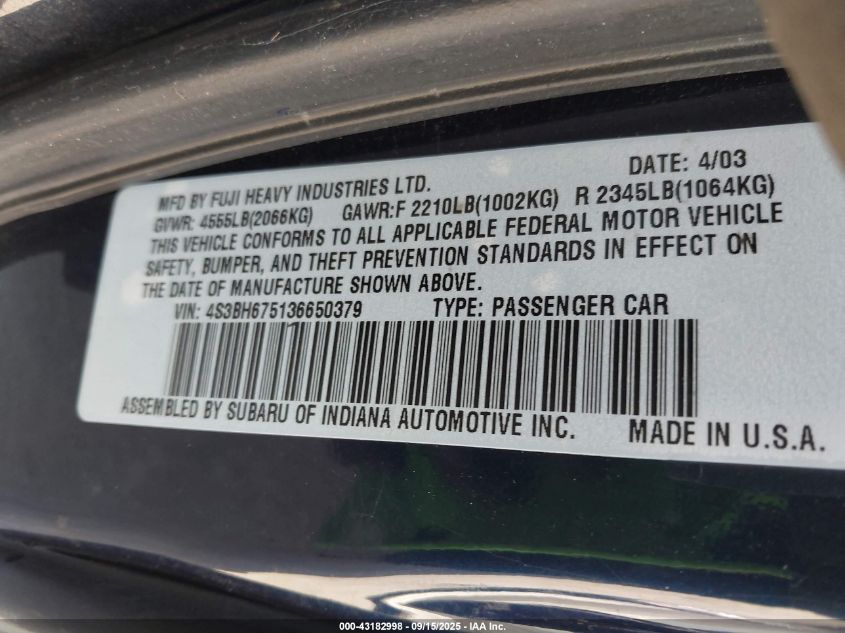 DATE: 4/03
MFD BY FUJI HEAVY INDUSTRIES LTD.
GVWR: 4555LB(2066KG) GAWR:F 2210LB(1002KG) R 2345LB(1064KG)
THIS VEHICLE CONFORMS TO ALL APPLICABLE FEDERAL MOTOR VEHICLE
SAFETY, BUMPER, AND THEFT PREVENTION STANDARDS IN EFFECT ON
THE DATE OF MANUFACTURE SHOWN ABOVE.
VIN: 4S3BH675136650379 TYPE: PASSENGER CAR
ASSEMBLED BY SUBARU OF INDIANA AUTOMOTIVE INC. MADE IN U.S.A.
000-43182998 - 09/15/2025 - IAA Inc.